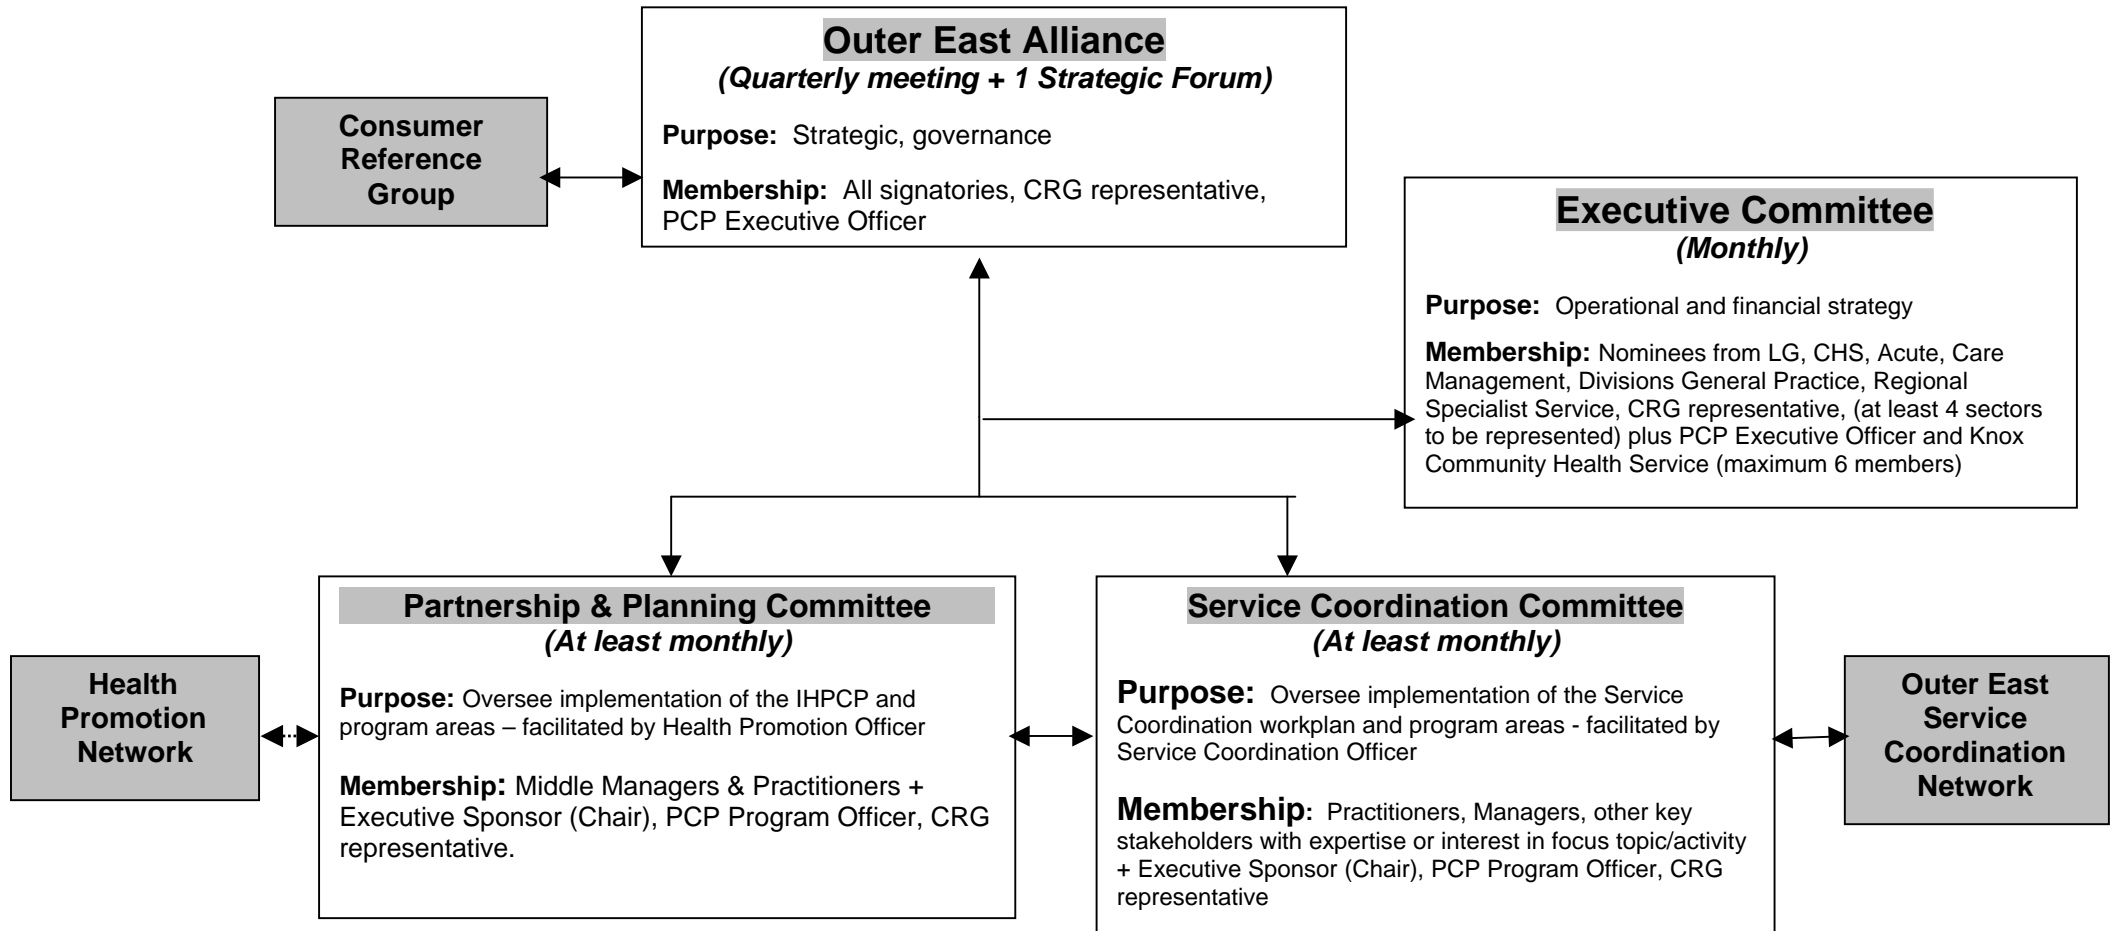 Outer East Alliance
(Quarterly meeting + 1 Strategic Forum)
Purpose: Strategic, governance
Membership: All signatories, CRG representative,
PCP Executive Officer
Consumer
Reference
Group
Executive Committee
(Monthly)
Purpose: Operational and financial strategy
Membership: Nominees from LG, CHS, Acute, Care
Management, Divisions General Practice, Regional
Specialist Service, CRG representative, (at least 4 sectors
to be represented) plus PCP Executive Officer and Knox
Community Health Service (maximum 6 members)
Health
Promotion
Network
Partnership & Planning Committee
(At least monthly)
Purpose: Oversee implementation of the IHPCP and
program areas – facilitated by Health Promotion Officer
Membership: Middle Managers & Practitioners +
Executive Sponsor (Chair), PCP Program Officer, CRG
representative.
Service Coordination Committee
(At least monthly)
Purpose: Oversee implementation of the Service
Coordination workplan and program areas - facilitated by
Service Coordination Officer
Membership: Practitioners, Managers, other key
stakeholders with expertise or interest in focus topic/activity
+ Executive Sponsor (Chair), PCP Program Officer, CRG
representative
Outer East
Service
Coordination
Network